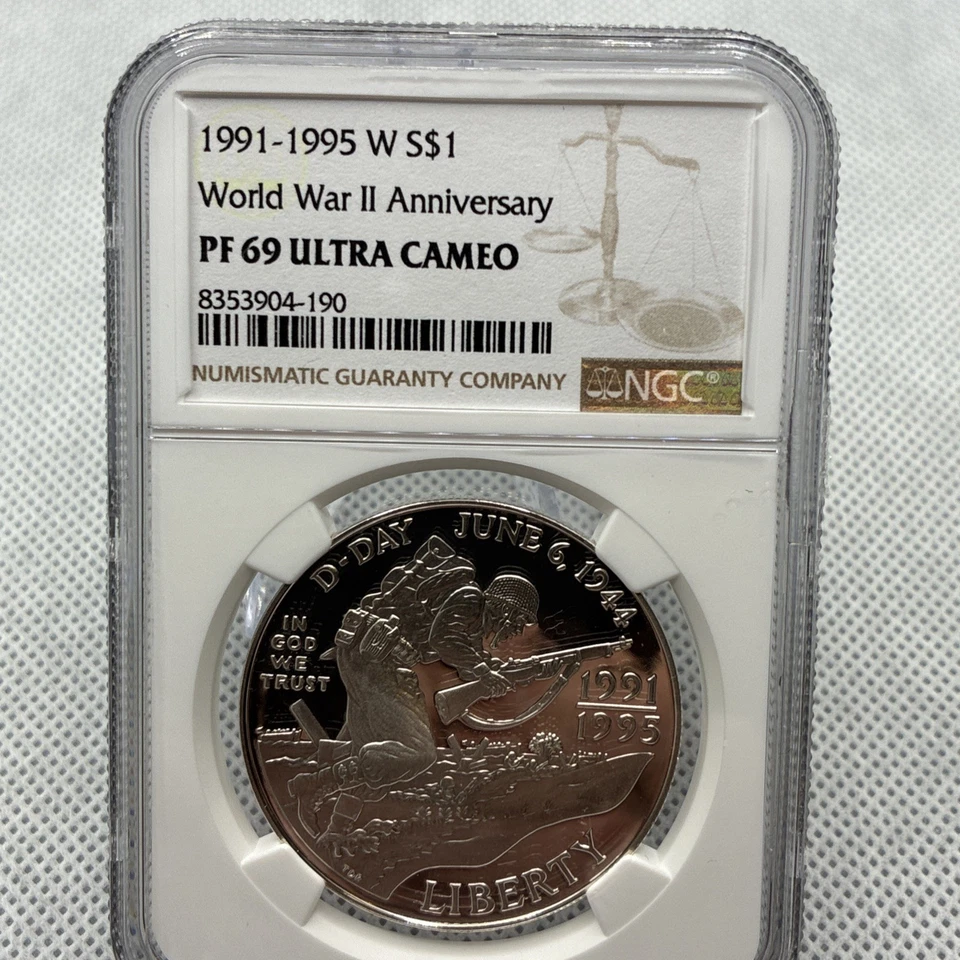 1991-1995 W S$1
World War II Anniversary
PF 69 ULTRA CAMEO
8353904-190
NUMISMATIC GUARANTY COMPANY
NGC®
D-DAY JUNE 6, 1944
IN
GOD
WE
TRUST
1991
1995
LIBERTY